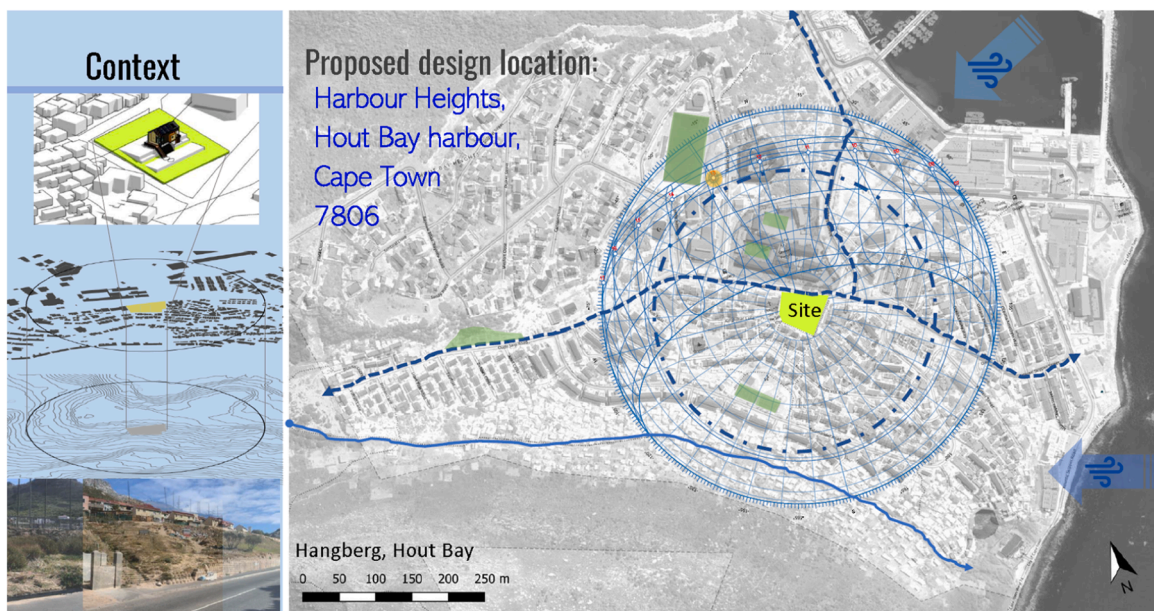 Context
Proposed design location:
Harbour Heights,
Hout Bay harbour,
Cape Town
7806
Site
Hangberg, Hout Bay
0 50 100 150 200 250 m
N